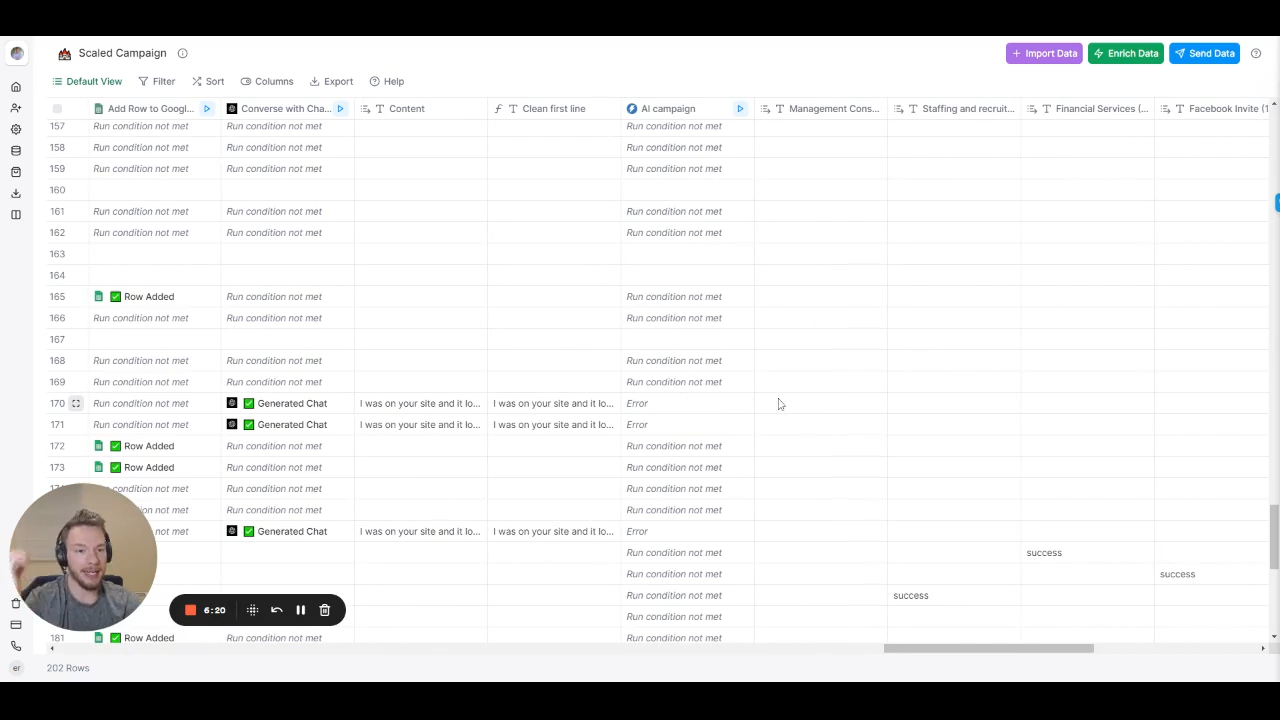 Scaled Campaign
Import Data
Enrich Data
Send Data
Default View Filter Sort Columns Export Help
Add Row to Googl... Converse with Cha... Content Clean first line AI campaign Management Cons... Staffing and recruit... Financial Services (... Facebook Invite (1
157 Run condition not met Run condition not met Run condition not met
158 Run condition not met Run condition not met Run condition not met
159 Run condition not met Run condition not met Run condition not met
160
161 Run condition not met Run condition not met Run condition not met
162 Run condition not met Run condition not met Run condition not met
163
164
165 Row Added Run condition not met Run condition not met
166 Run condition not met Run condition not met Run condition not met
167
168 Run condition not met Run condition not met Run condition not met
169 Run condition not met Run condition not met Run condition not met
170 Run condition not met Generated Chat I was on your site and it lo... I was on your site and it lo... Error
171 Run condition not met Generated Chat I was on your site and it lo... I was on your site and it lo... Error
172 Row Added Run condition not met Run condition not met
173 Row Added Run condition not met Run condition not met
condition not met Run condition not met Run condition not met
condition not met Run condition not met Run condition not met
not met Generated Chat I was on your site and it lo... I was on your site and it lo... Error
Run condition not met success
Run condition not met success
Run condition not met success
Run condition not met
181 Row Added Run condition not met Run condition not met
6:20
er
202 Rows